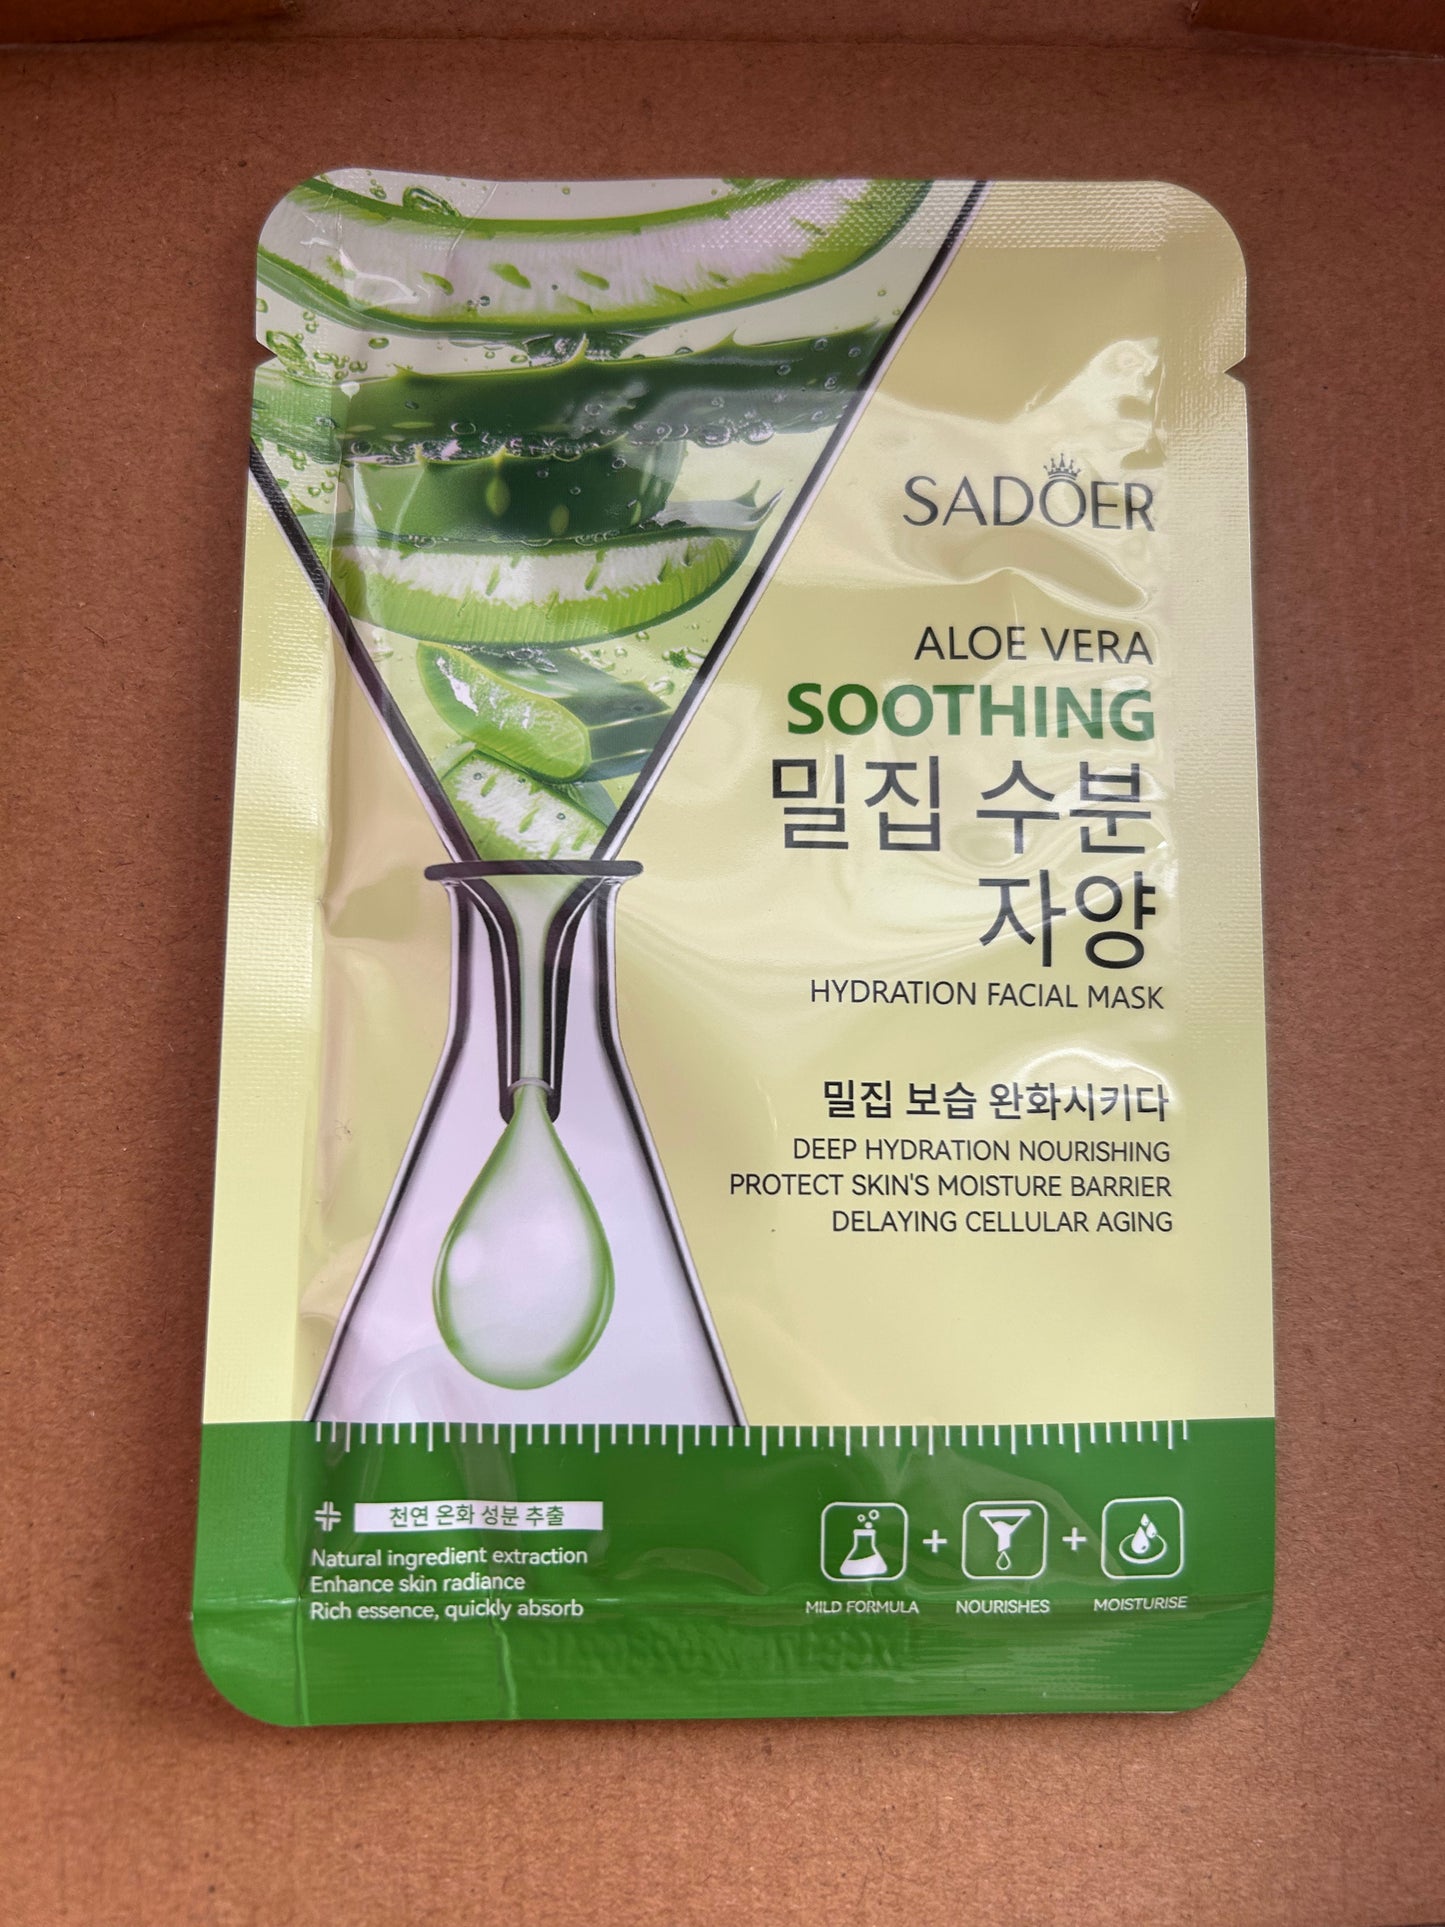 SADOER
ALOE VERA
SOOTHING
밀집 수분
자양
HYDRATION FACIAL MASK
밀집 보습 완화시키다
DEEP HYDRATION NOURISHING
PROTECT SKIN'S MOISTURE BARRIER
DELAYING CELLULAR AGING
천연 온화 성분 추출
Natural ingredient extraction
Enhance skin radiance
Rich essence, quickly absorb
MILD FORMULA + NOURISHES + MOISTURISE